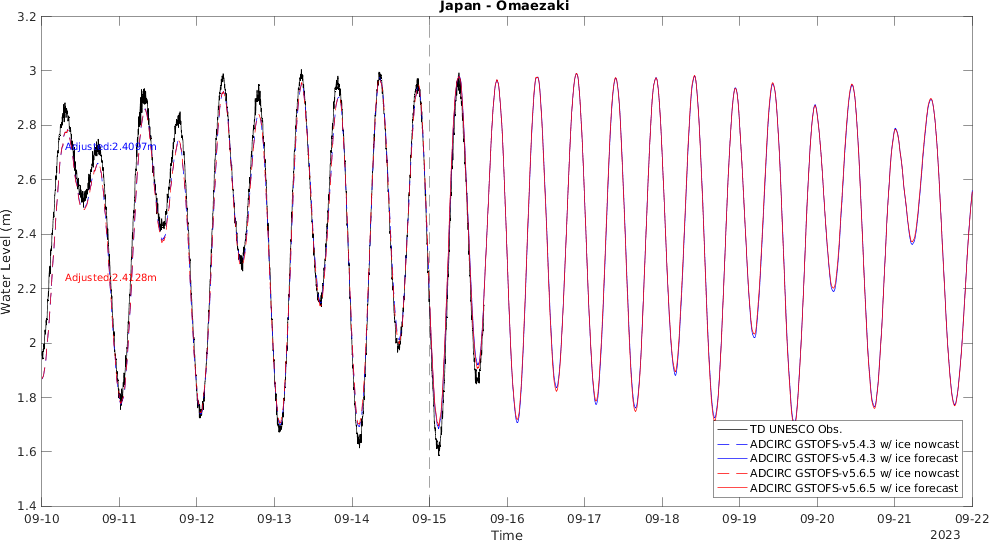 Japan - Omaezaki
3.2
3
2.8
2.6
2.4
2.2
2
1.8
1.6
1.4
Water Level (m)
Adjusted:2.4097m
Adjusted:2.4128m
TD UNESCO Obs.
ADCIRC GSTOFS-v5.4.3 w/ ice nowcast
ADCIRC GSTOFS-v5.4.3 w/ ice forecast
ADCIRC GSTOFS-v5.6.5 w/ ice nowcast
ADCIRC GSTOFS-v5.6.5 w/ ice forecast
09-10 09-11 09-12 09-13 09-14 09-15 09-16 09-17 09-18 09-19 09-20 09-21 09-22
Time
2023